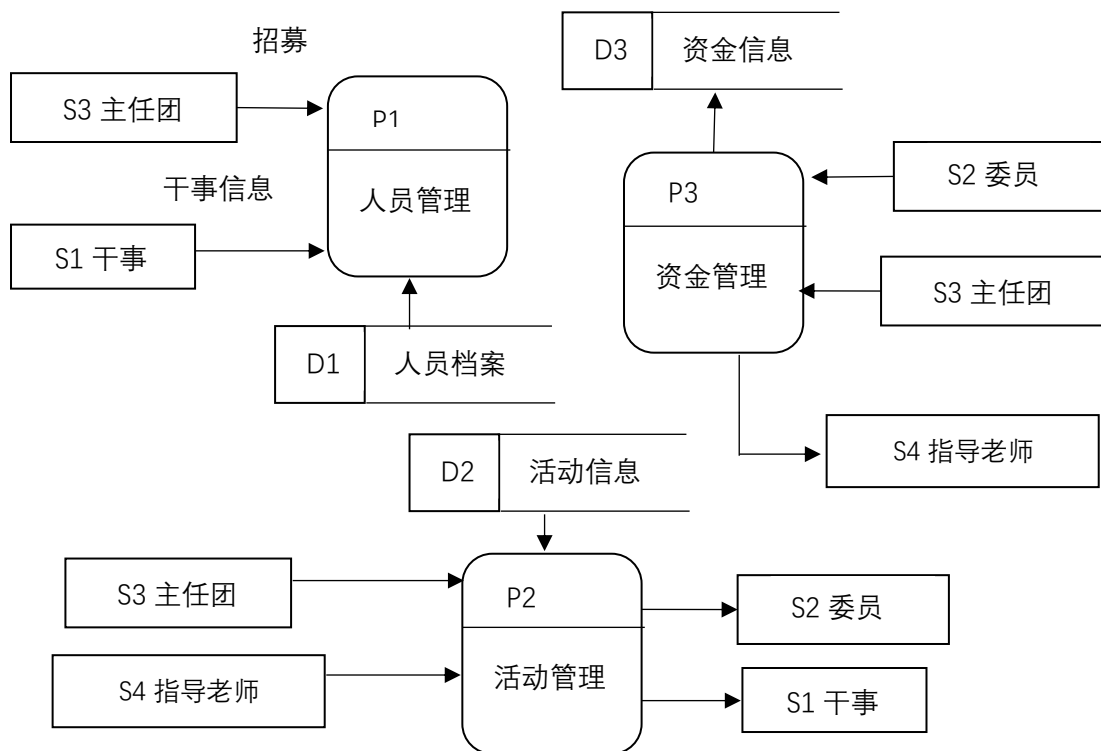 招募
S3 主任团
P1
干事信息
人员管理
S1 干事
D1
人员档案
D3
资金信息
P3
S2 委员
资金管理
S3 主任团
S4 指导老师
D2
活动信息
S3 主任团
P2
S2 委员
S4 指导老师
活动管理
S1 干事